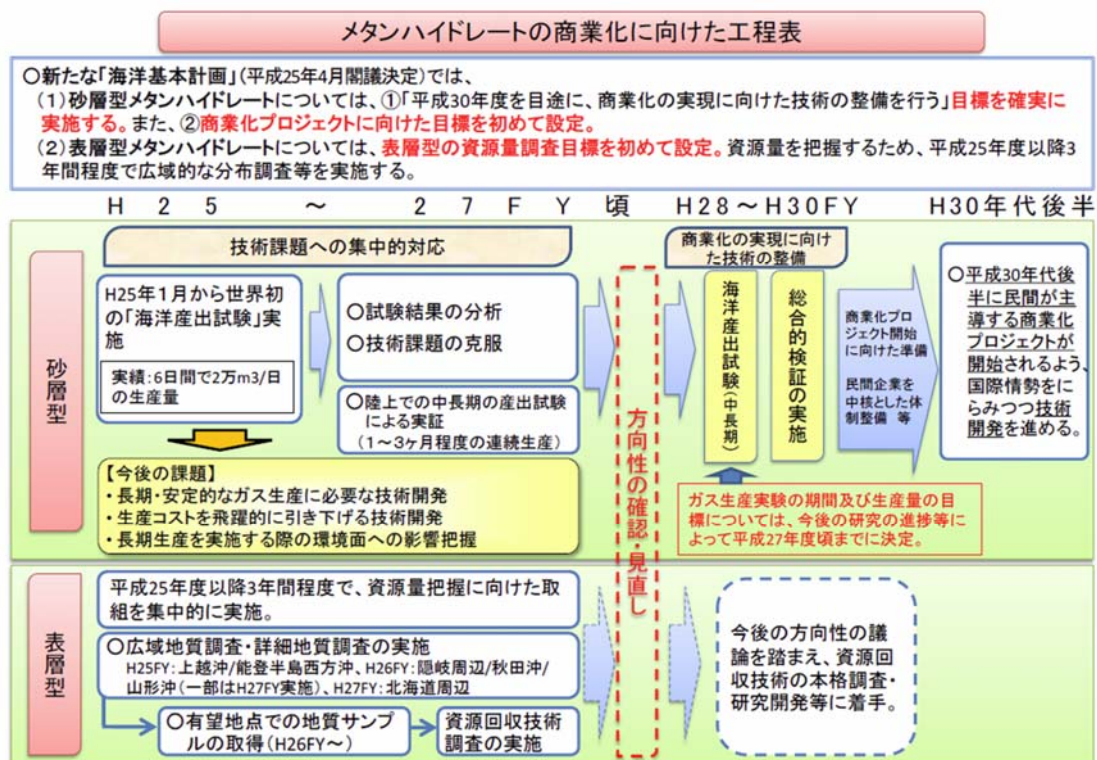 メタンハイドレートの商業化に向けた工程表
○新たな「海洋基本計画」(平成25年4月閣議決定)では、
(1)砂層型メタンハイドレートについては、①「平成30年度を目途に、商業化の実現に向けた技術の整備を行う」目標を確実に
実施する。また、②商業化プロジェクトに向けた目標を初めて設定。
(2)表層型メタンハイドレートについては、表層型の資源量調査目標を初めて設定。資源量を把握するため、平成25年度以降3
年間程度で広域的な分布調査等を実施する。
H25～27FY頃 H28～H30FY H30年代後半
砂層型
技術課題への集中的対応
H25年1月から世界初
の「海洋産出試験」実
施
実績:6日間で2万m3/日
の生産量
○試験結果の分析
○技術課題の克服
○陸上での中長期の産出試験
による実証
(1～3ヶ月程度の連続生産)
【今後の課題】
・長期・安定的なガス生産に必要な技術開発
・生産コストを飛躍的に引き下げる技術開発
・長期生産を実施する際の環境面への影響把握
方向性の確認・見直し
商業化の実現に向け
た技術の整備
海洋産出試験(中長期)
総合的検証の実施
商業化プロ
ジェクト開始
に向けた準備
民間企業を
中核とした体
制整備 等
○平成30年代後
半に民間が主
導する商業化
プロジェクトが
開始されるよう、
国際情勢をに
らみつつ技術
開発を進める。
ガス生産実験の期間及び生産量の目
標については、今後の研究の進捗等に
よって平成27年度頃までに決定。
表層型
平成25年度以降3年間程度で、資源量把握に向けた取
組を集中的に実施。
○広域地質調査・詳細地質調査の実施
H25FY:上越沖/能登半島西方沖、H26FY:隠岐周辺/秋田沖/
山形沖(一部はH27FY実施)、H27FY:北海道周辺
○有望地点での地質サンプ
ルの取得(H26FY～)
資源回収技術
調査の実施
今後の方向性の議
論を踏まえ、資源回
収技術の本格調査・
研究開発等に着手。